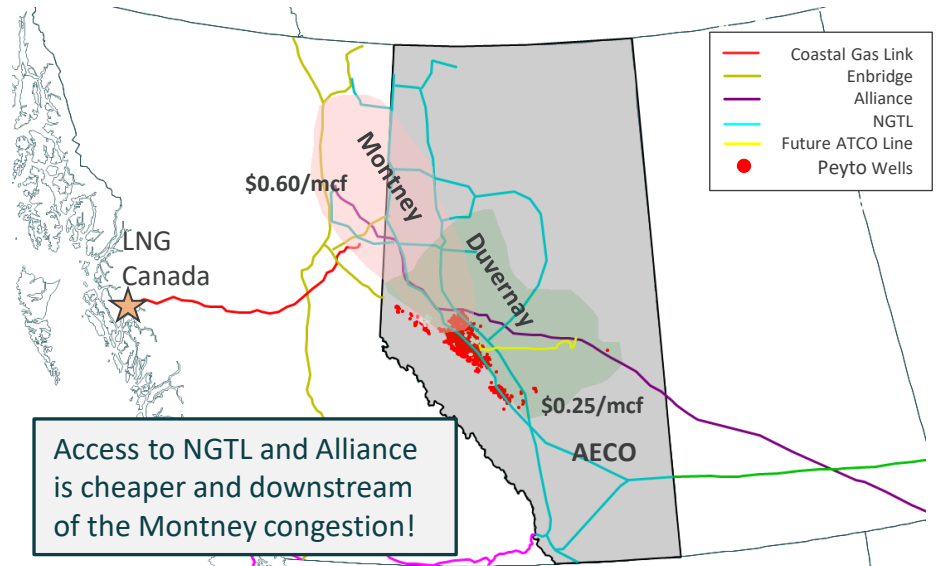 Coastal Gas Link
Enbridge
Alliance
NGTL
Future ATCO Line
Peyto Wells
Montney
$0.60/mcf
LNG
Canada
Duvernay
$0.25/mcf
AECO
Access to NGTL and Alliance
is cheaper and downstream
of the Montney congestion!